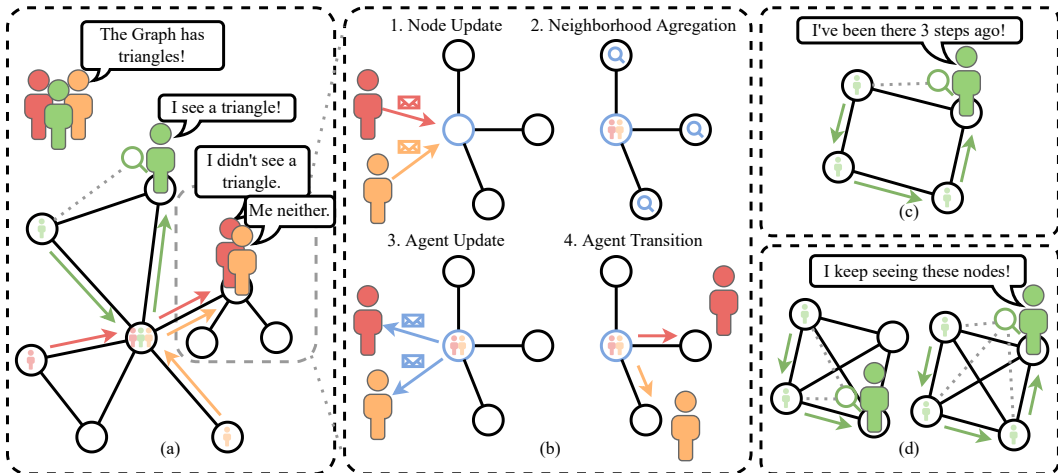 The Graph has
triangles!
I see a triangle!
I didn't see a
triangle.
Me neither.
(a)
1. Node Update
2. Neighborhood Agregation
3. Agent Update
4. Agent Transition
(b)
I've been there 3 steps ago!
(c)
I keep seeing these nodes!
(d)